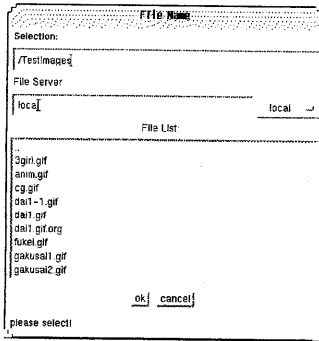 File Name
Selection:
/TestImages
File Server
local
local
File List:
..
3girl.gif
anim.gif
cg.gif
dai1-1.gif
dai1.gif
dai1.gif.org
fukei.gif
gakusai1.gif
gakusai2.gif
ok cancel
please select!